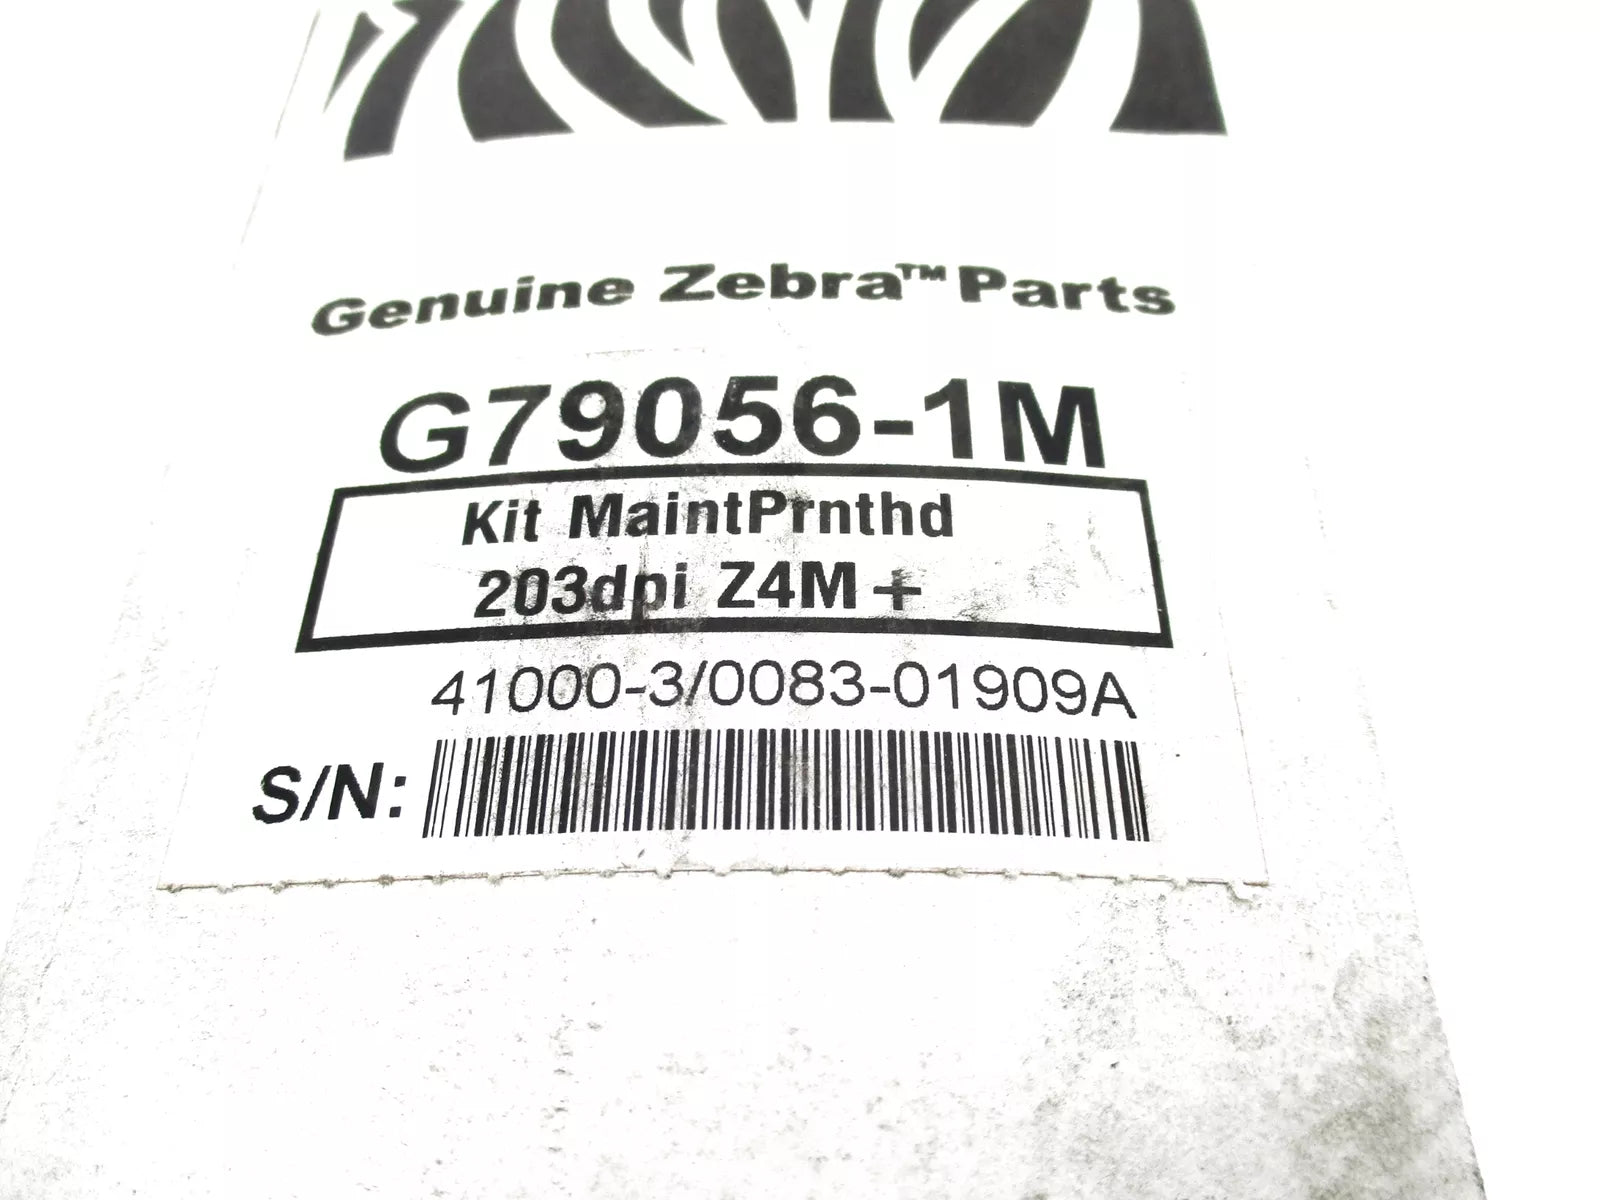 Genuine Zebra™ Parts
G79056-1M
Kit MaintPrnthd
203dpi Z4M+
41000-3/0083-01909A
S/N: